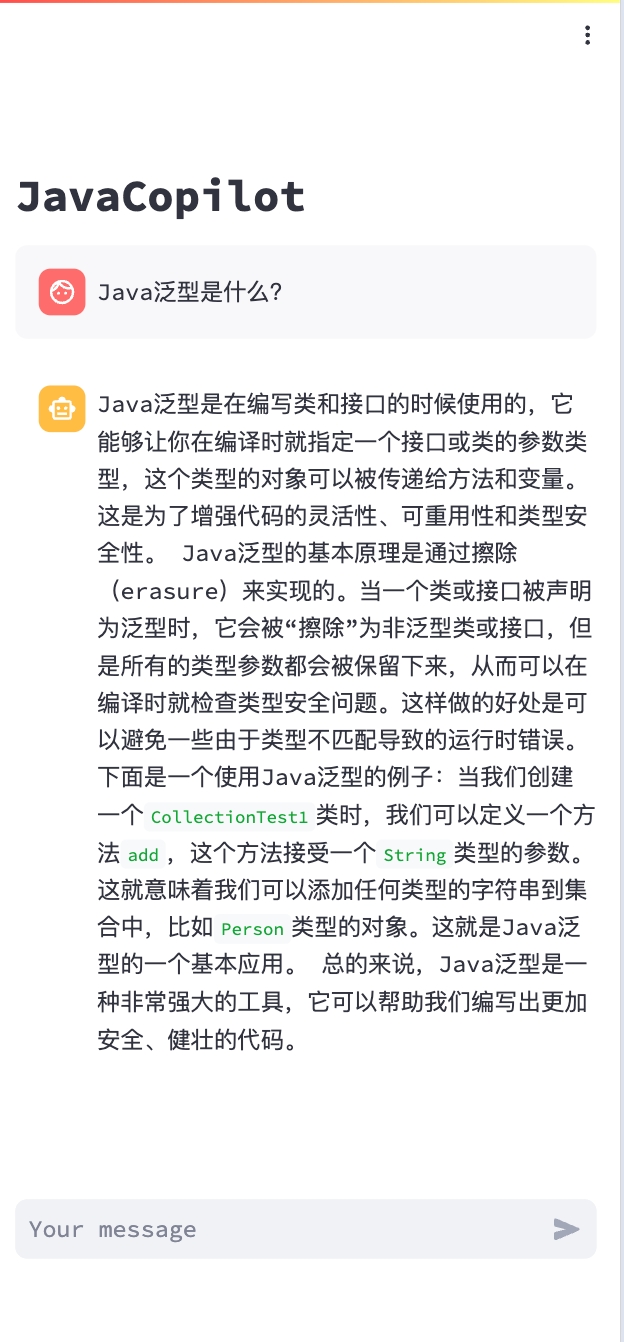 JavaCopilot
Java泛型是什么?
Java泛型是在编写类和接口的时候使用的，它
能够让你在编译时就指定一个接口或类的参数类
型，这个类型的对象可以被传递给方法和变量。
这是为了增强代码的灵活性、可重用性和类型安
全性。 Java泛型的基本原理是通过擦除
（erasure）来实现的。当一个类或接口被声明
为泛型时，它会被“擦除”为非泛型类或接口，但
是所有的类型参数都会被保留下来，从而可以在
编译时就检查类型安全问题。这样做的好处是可
以避免一些由于类型不匹配导致的运行时错误。
下面是一个使用Java泛型的例子：当我们创建
一个 CollectionTest1 类时，我们可以定义一个方
法 add ，这个方法接受一个 String 类型的参数。
这就意味着我们可以添加任何类型的字符串到集
合中，比如 Person 类型的对象。这就是Java泛
型的一个基本应用。 总的来说，Java泛型是一
种非常强大的工具，它可以帮助我们编写出更加
安全、健壮的代码。
Your message